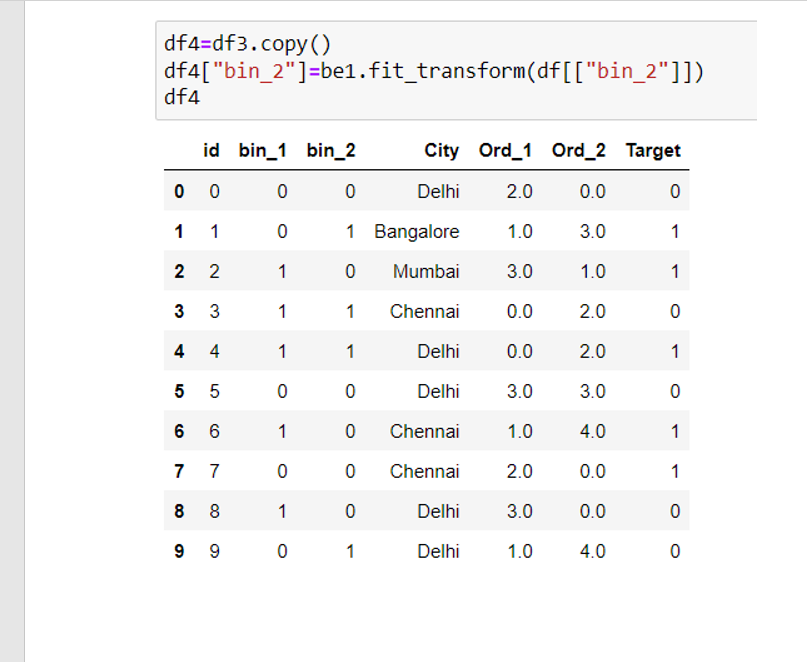 df4=df3.copy()
df4["bin_2"]=be1.fit_transform(df[["bin_2"]])
df4
id bin_1 bin_2 City Ord_1 Ord_2 Target
0 0 0 0 Delhi 2.0 0.0 0
1 1 0 1 Bangalore 1.0 3.0 1
2 2 1 0 Mumbai 3.0 1.0 1
3 3 1 1 Chennai 0.0 2.0 0
4 4 1 1 Delhi 0.0 2.0 1
5 5 0 0 Delhi 3.0 3.0 0
6 6 1 0 Chennai 1.0 4.0 1
7 7 0 0 Chennai 2.0 0.0 1
8 8 1 0 Delhi 3.0 0.0 0
9 9 0 1 Delhi 1.0 4.0 0